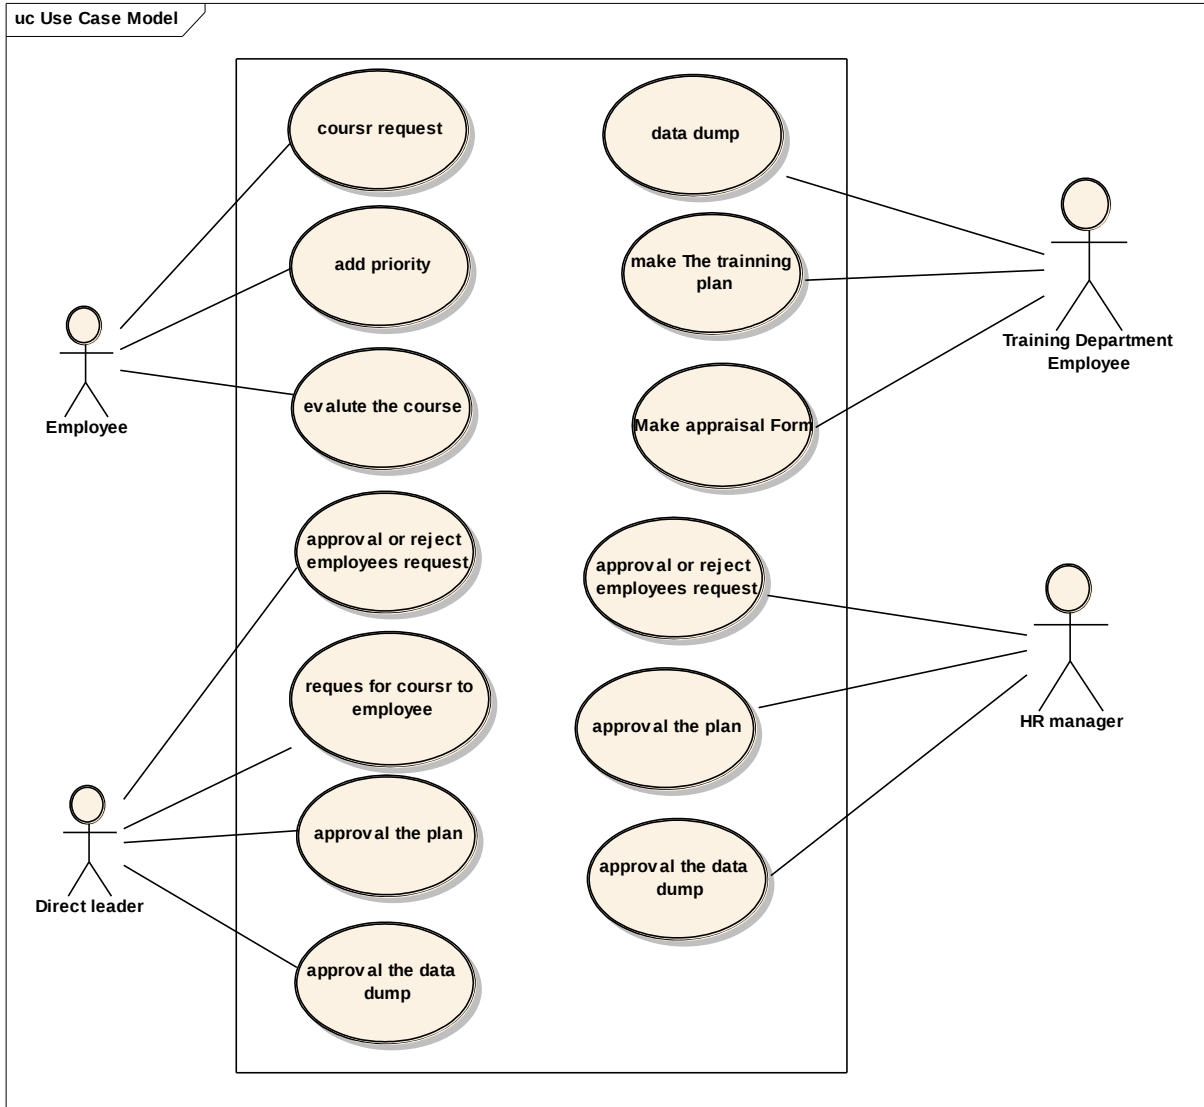 uc Use Case Model
coursr request
add priority
evalute the course
approval or reject
employees request
reques for coursr to
employee
approval the plan
approval the data
dump
data dump
make The trainning
plan
Make appraisal Form
approval or reject
employees request
approval the plan
approval the data
dump
Employee
Direct leader
Training Department
Employee
HR manager